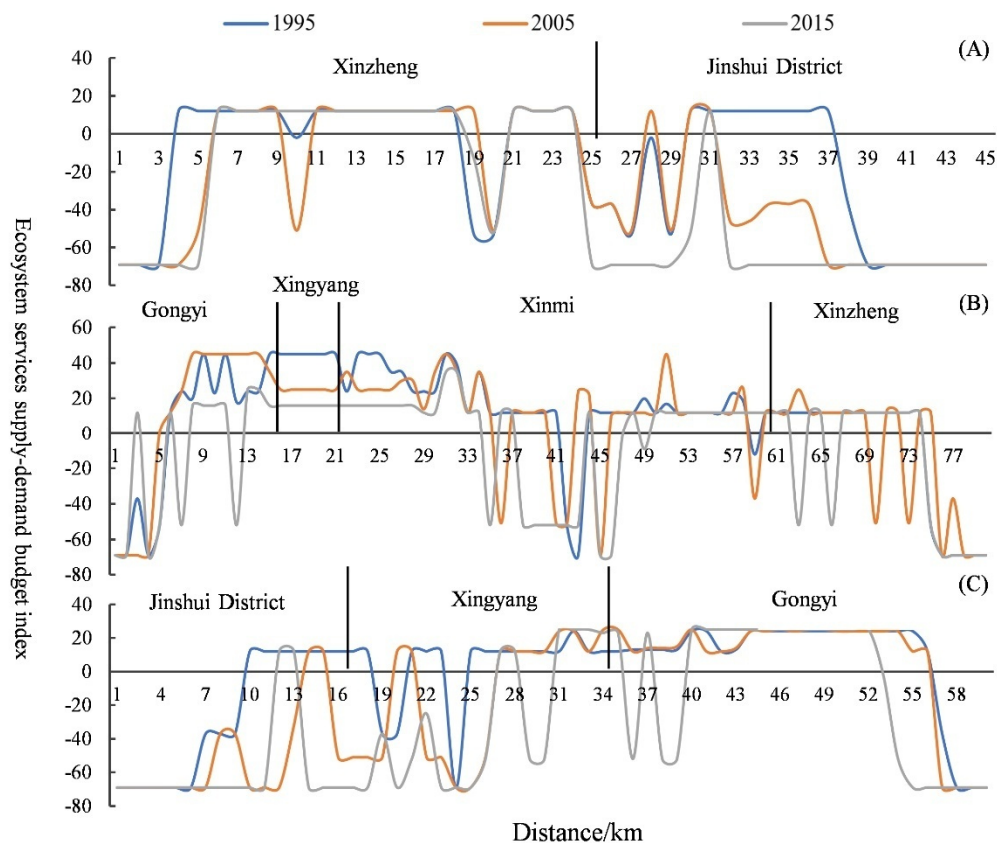 1995 2005 2015
(A)
Xinzheng Jinshui District
40
20
0
-20
-40
-60
-80
1 3 5 7 9 11 13 15 17 19 21 23 25 27 29 31 33 35 37 39 41 43 45
(B)
Gongyi Xingyang Xinmi Xinzheng
60
40
20
0
-20
-40
-60
-80
1 5 9 13 17 21 25 29 33 37 41 45 49 53 57 61 65 69 73 77
(C)
Jinshui District Xingyang Gongyi
40
20
0
-20
-40
-60
-80
1 4 7 10 13 16 19 22 25 28 31 34 37 40 43 46 49 52 55 58
Ecosystem services supply-demand budget index
Distance/km